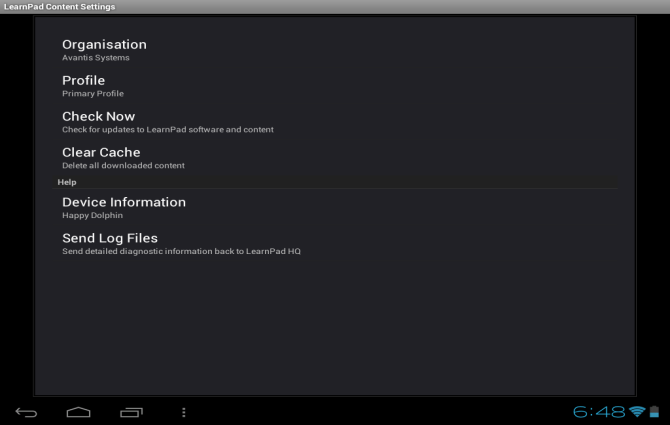 LearnPad Content Settings
Organisation
Avantis Systems
Profile
Primary Profile
Check Now
Check for updates to LearnPad software and content
Clear Cache
Delete all downloaded content
Help
Device Information
Happy Dolphin
Send Log Files
Send detailed diagnostic information back to LearnPad HQ
6:48